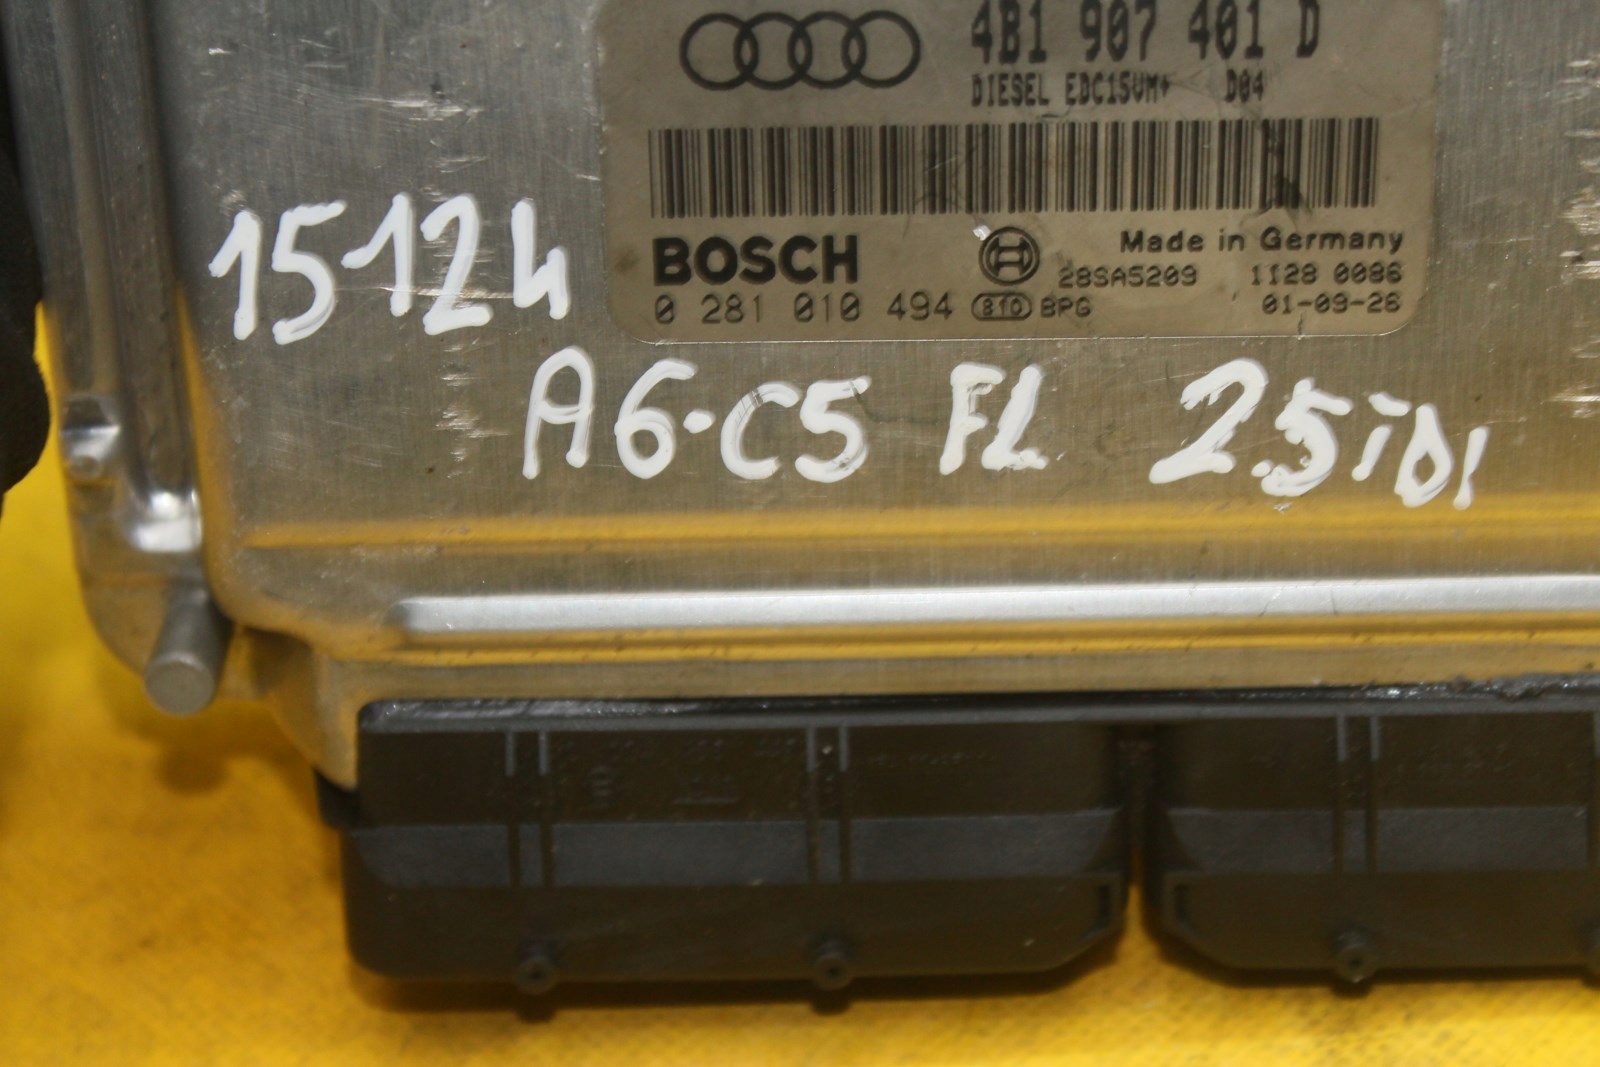 4B1 907 401 D
DIESEL EDC15VM+ D04
BOSCH
Made in Germany
28SA5209 1128 0086
0 281 010 494 810 BPG 01-09-26
15124
A6-C5 FL 2.5TDI